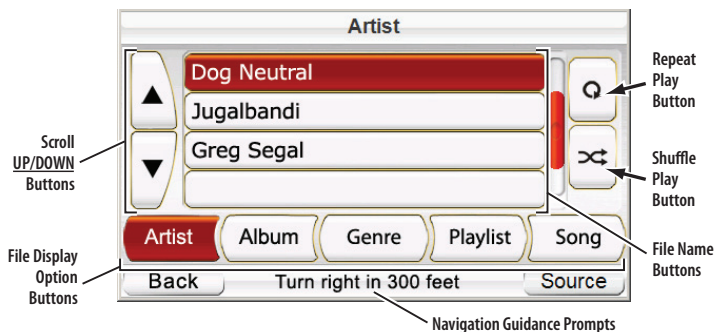 Artist
Dog Neutral
Jugalbandi
Greg Segal
Artist
Album
Genre
Playlist
Song
Back
Turn right in 300 feet
Source
Scroll
UP/DOWN
Buttons
File Display
Option
Buttons
Repeat
Play
Button
Shuffle
Play
Button
File Name
Buttons
Navigation Guidance Prompts